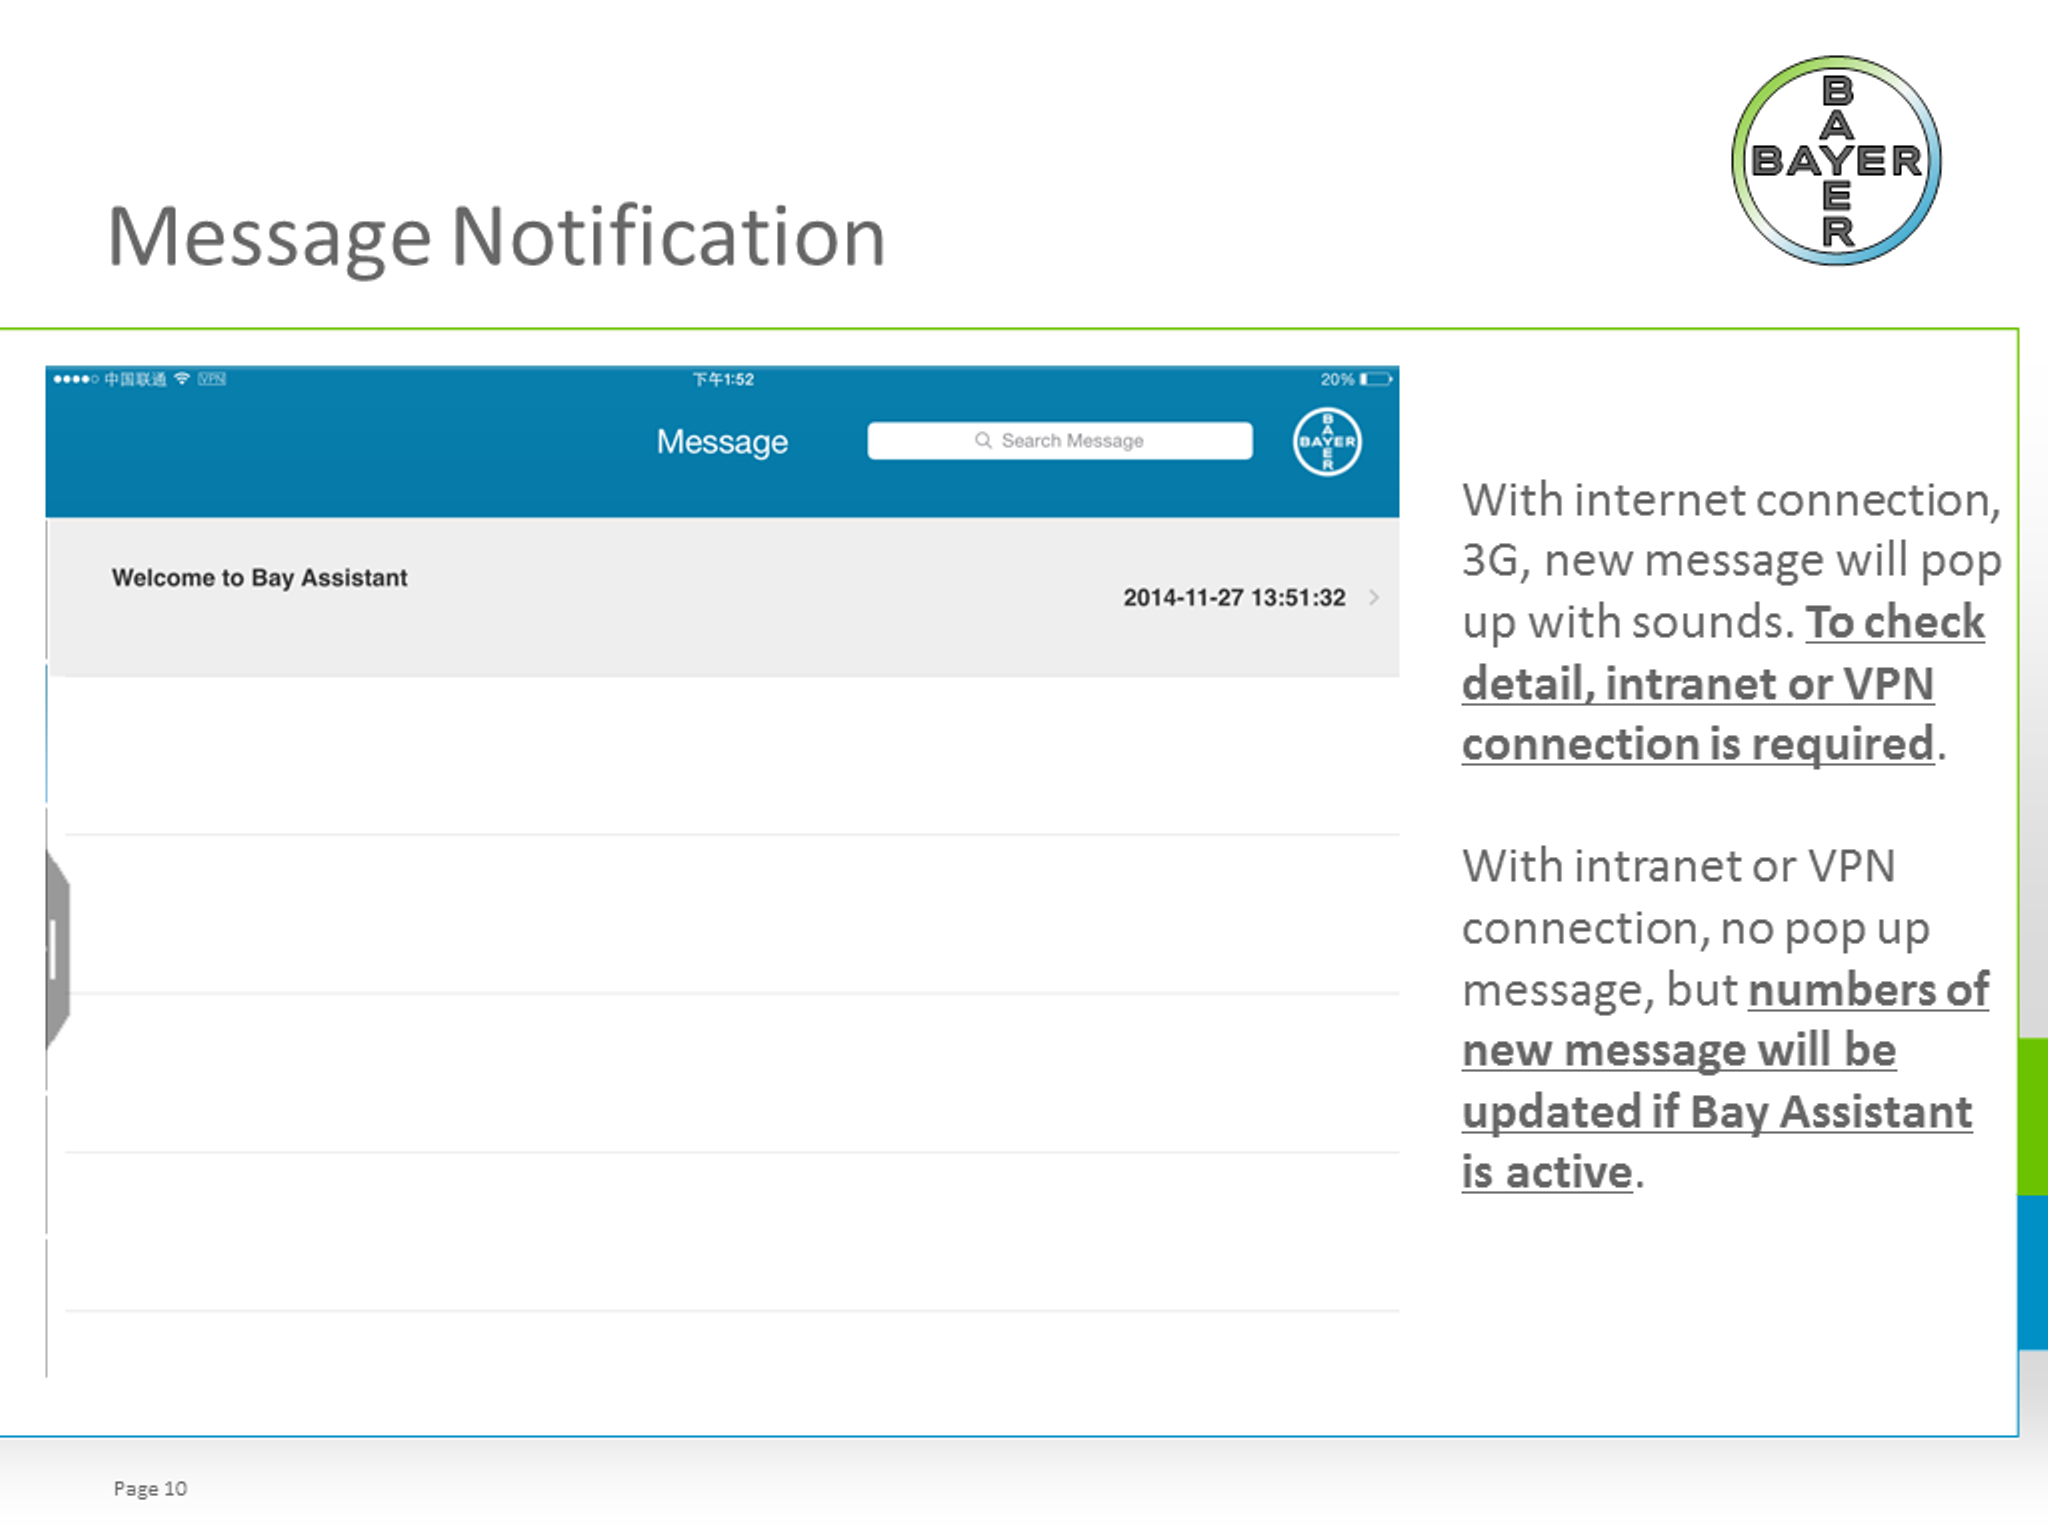 BAYER
BAYER
Message Notification
中国联通 VPN 下午1:52 20%
Message Search Message
BAYER
BAYER
Welcome to Bay Assistant
2014-11-27 13:51:32
With internet connection,
3G, new message will pop
up with sounds. To check
detail, intranet or VPN
connection is required.
With intranet or VPN
connection, no pop up
message, but numbers of
new message will be
updated if Bay Assistant
is active.
Page 10